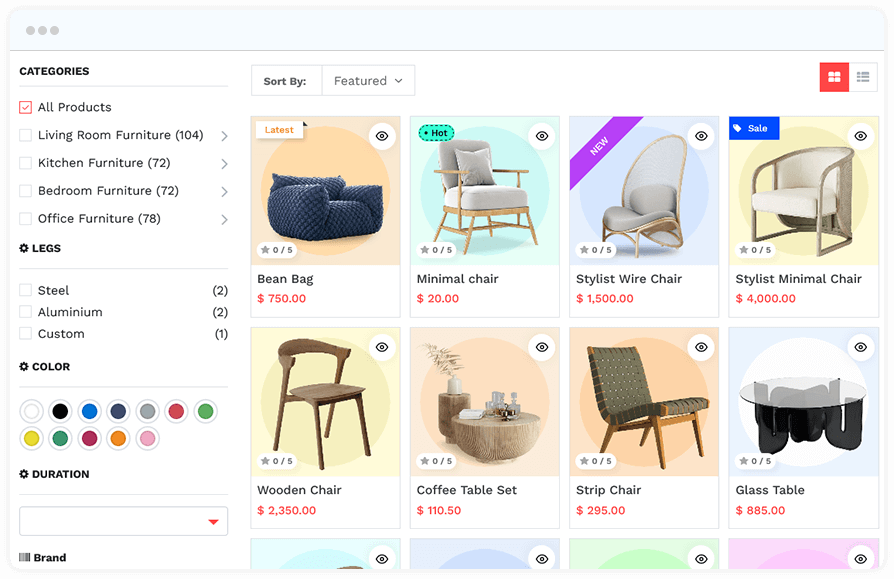 CATEGORIES
All Products
Living Room Furniture (104)
Kitchen Furniture (72)
Bedroom Furniture (72)
Office Furniture (78)
LEGS
Steel (2)
Aluminium (2)
Custom (1)
COLOR
DURATION
Brand
Sort By: Featured
Latest
0 / 5
Bean Bag
$ 750.00
Hot
0 / 5
Minimal chair
$ 20.00
NEW
0 / 5
Stylist Wire Chair
$ 1,500.00
Sale
0 / 5
Stylist Minimal Chair
$ 4,000.00
0 / 5
Wooden Chair
$ 2,350.00
0 / 5
Coffee Table Set
$ 110.50
0 / 5
Strip Chair
$ 295.00
0 / 5
Glass Table
$ 885.00